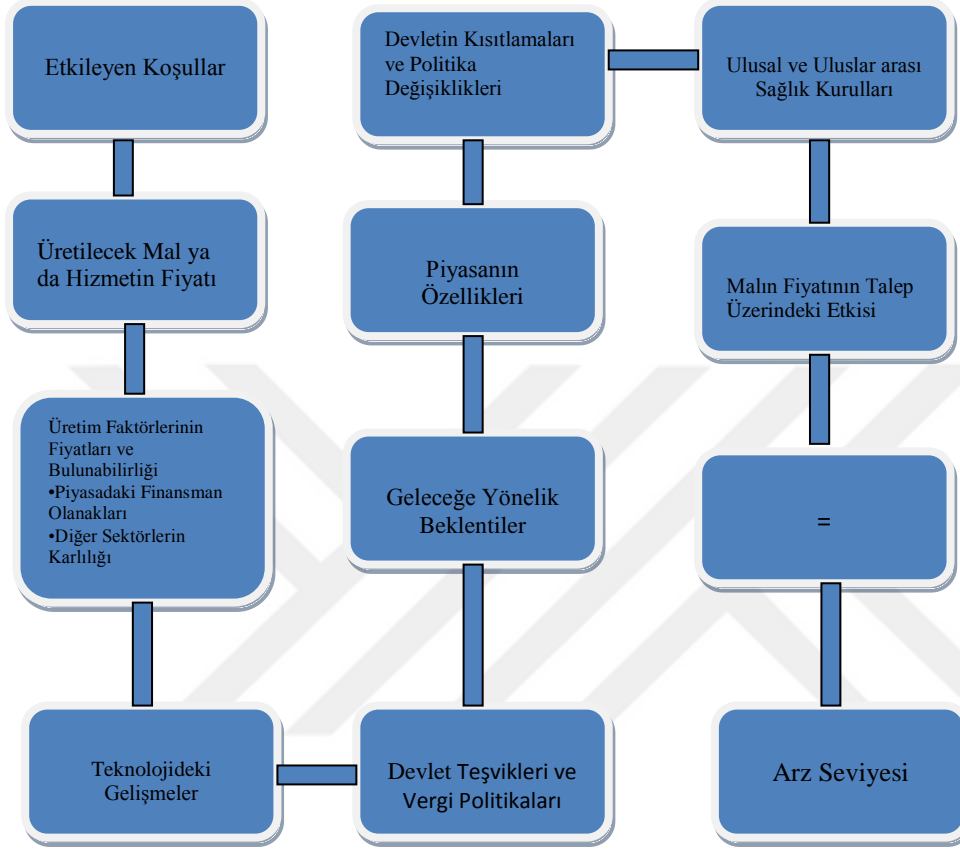 Etkileyen Koşullar
Üretilecek Mal ya
da Hizmetin Fiyatı
Üretim Faktörlerinin
Fiyatları ve
Bulunabilirliği
•Piyasadaki Finansman
Olanakları
•Diğer Sektörlerin
Karlılığı
Teknolojideki
Gelişmeler
Devlet Teşvikleri ve
Vergi Politikaları
Geleceğe Yönelik
Beklentiler
Piyasanın
Özellikleri
Devletin Kısıtlamaları
ve Politika
Değişiklikleri
Ulusal ve Uluslar arası
Sağlık Kurulları
Malın Fiyatının Talep
Üzerindeki Etkisi
=
Arz Seviyesi